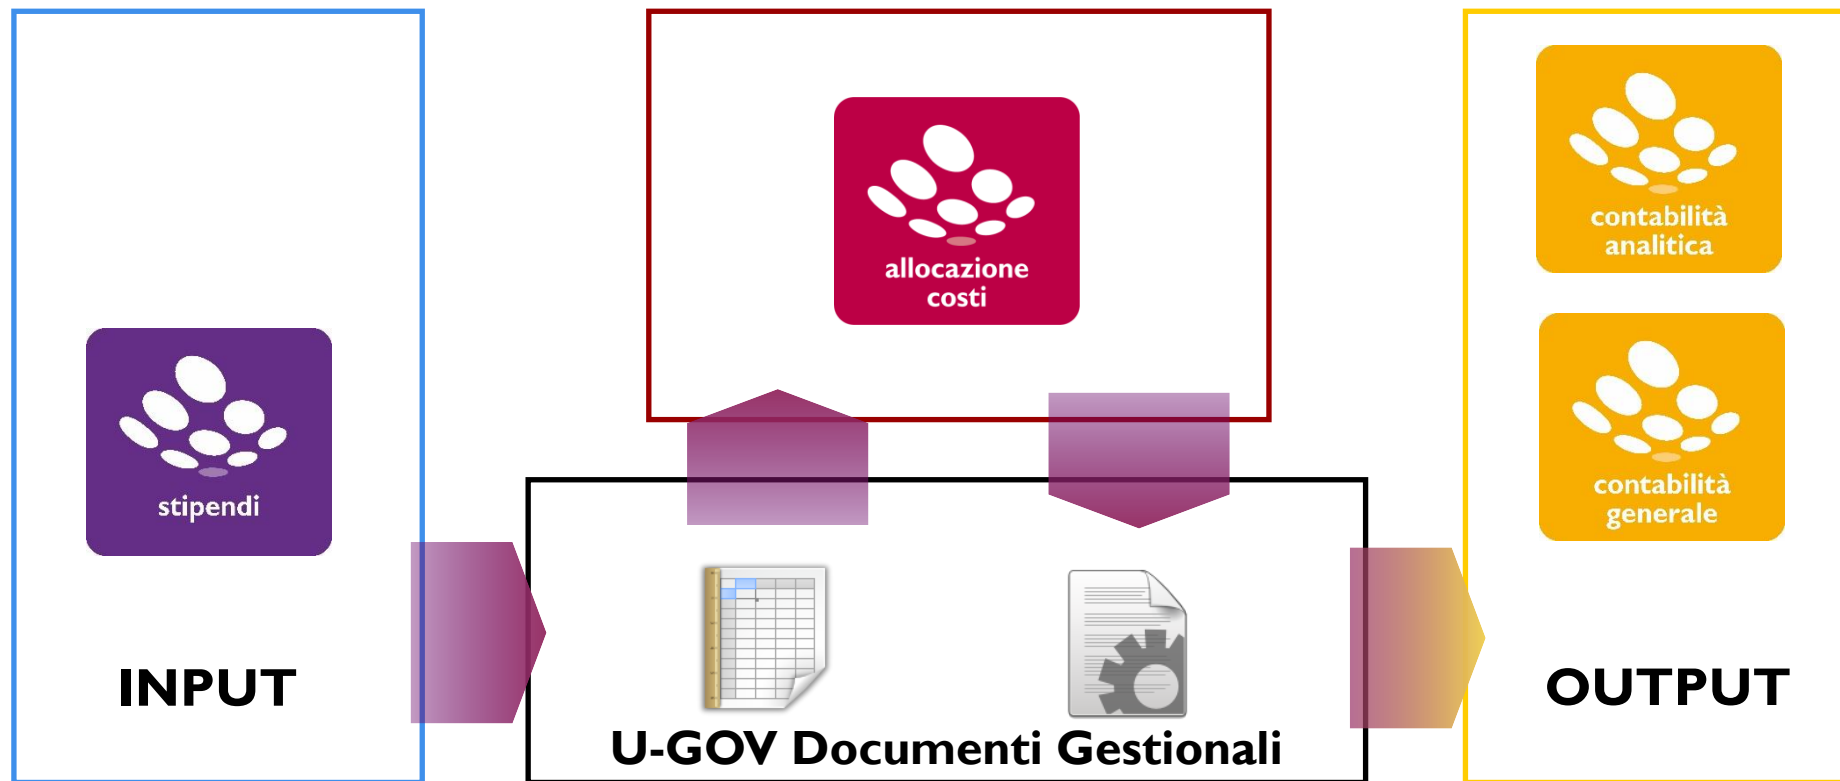 stipendi
INPUT
allocazione
costi
U-GOV Documenti Gestionali
contabilità
analitica
contabilità
generale
OUTPUT